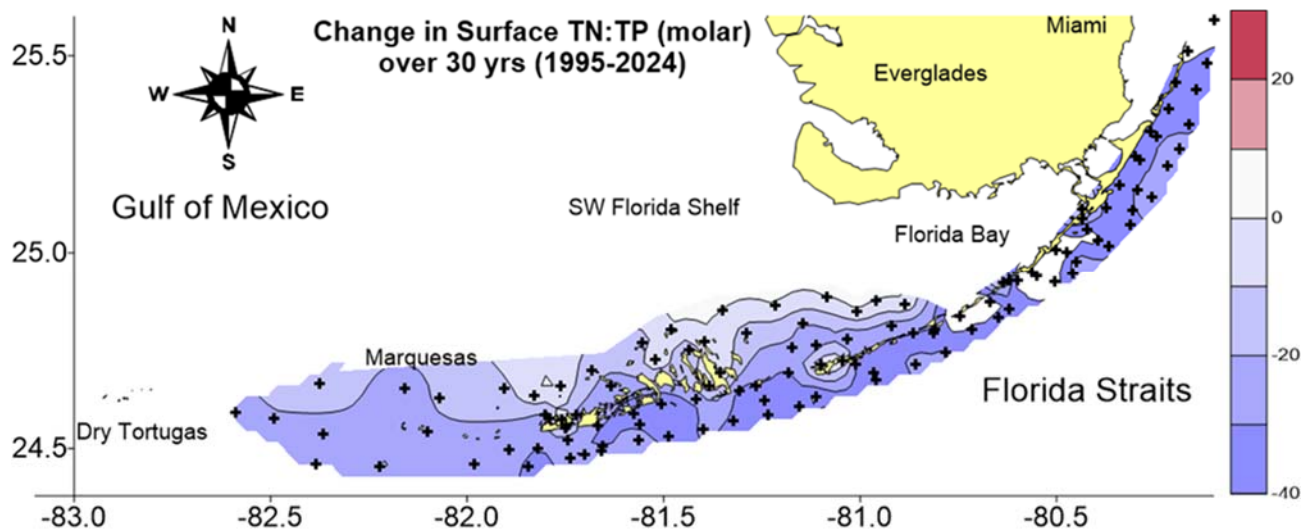 Change in Surface TN:TP (molar)
over 30 yrs (1995-2024)
N
W
E
S
Miami
Everglades
Gulf of Mexico
SW Florida Shelf
Florida Bay
Marquesas
Dry Tortugas
Florida Straits
25.5
25.0
24.5
-83.0
-82.5
-82.0
-81.5
-81.0
-80.5
20
0
-20
-40